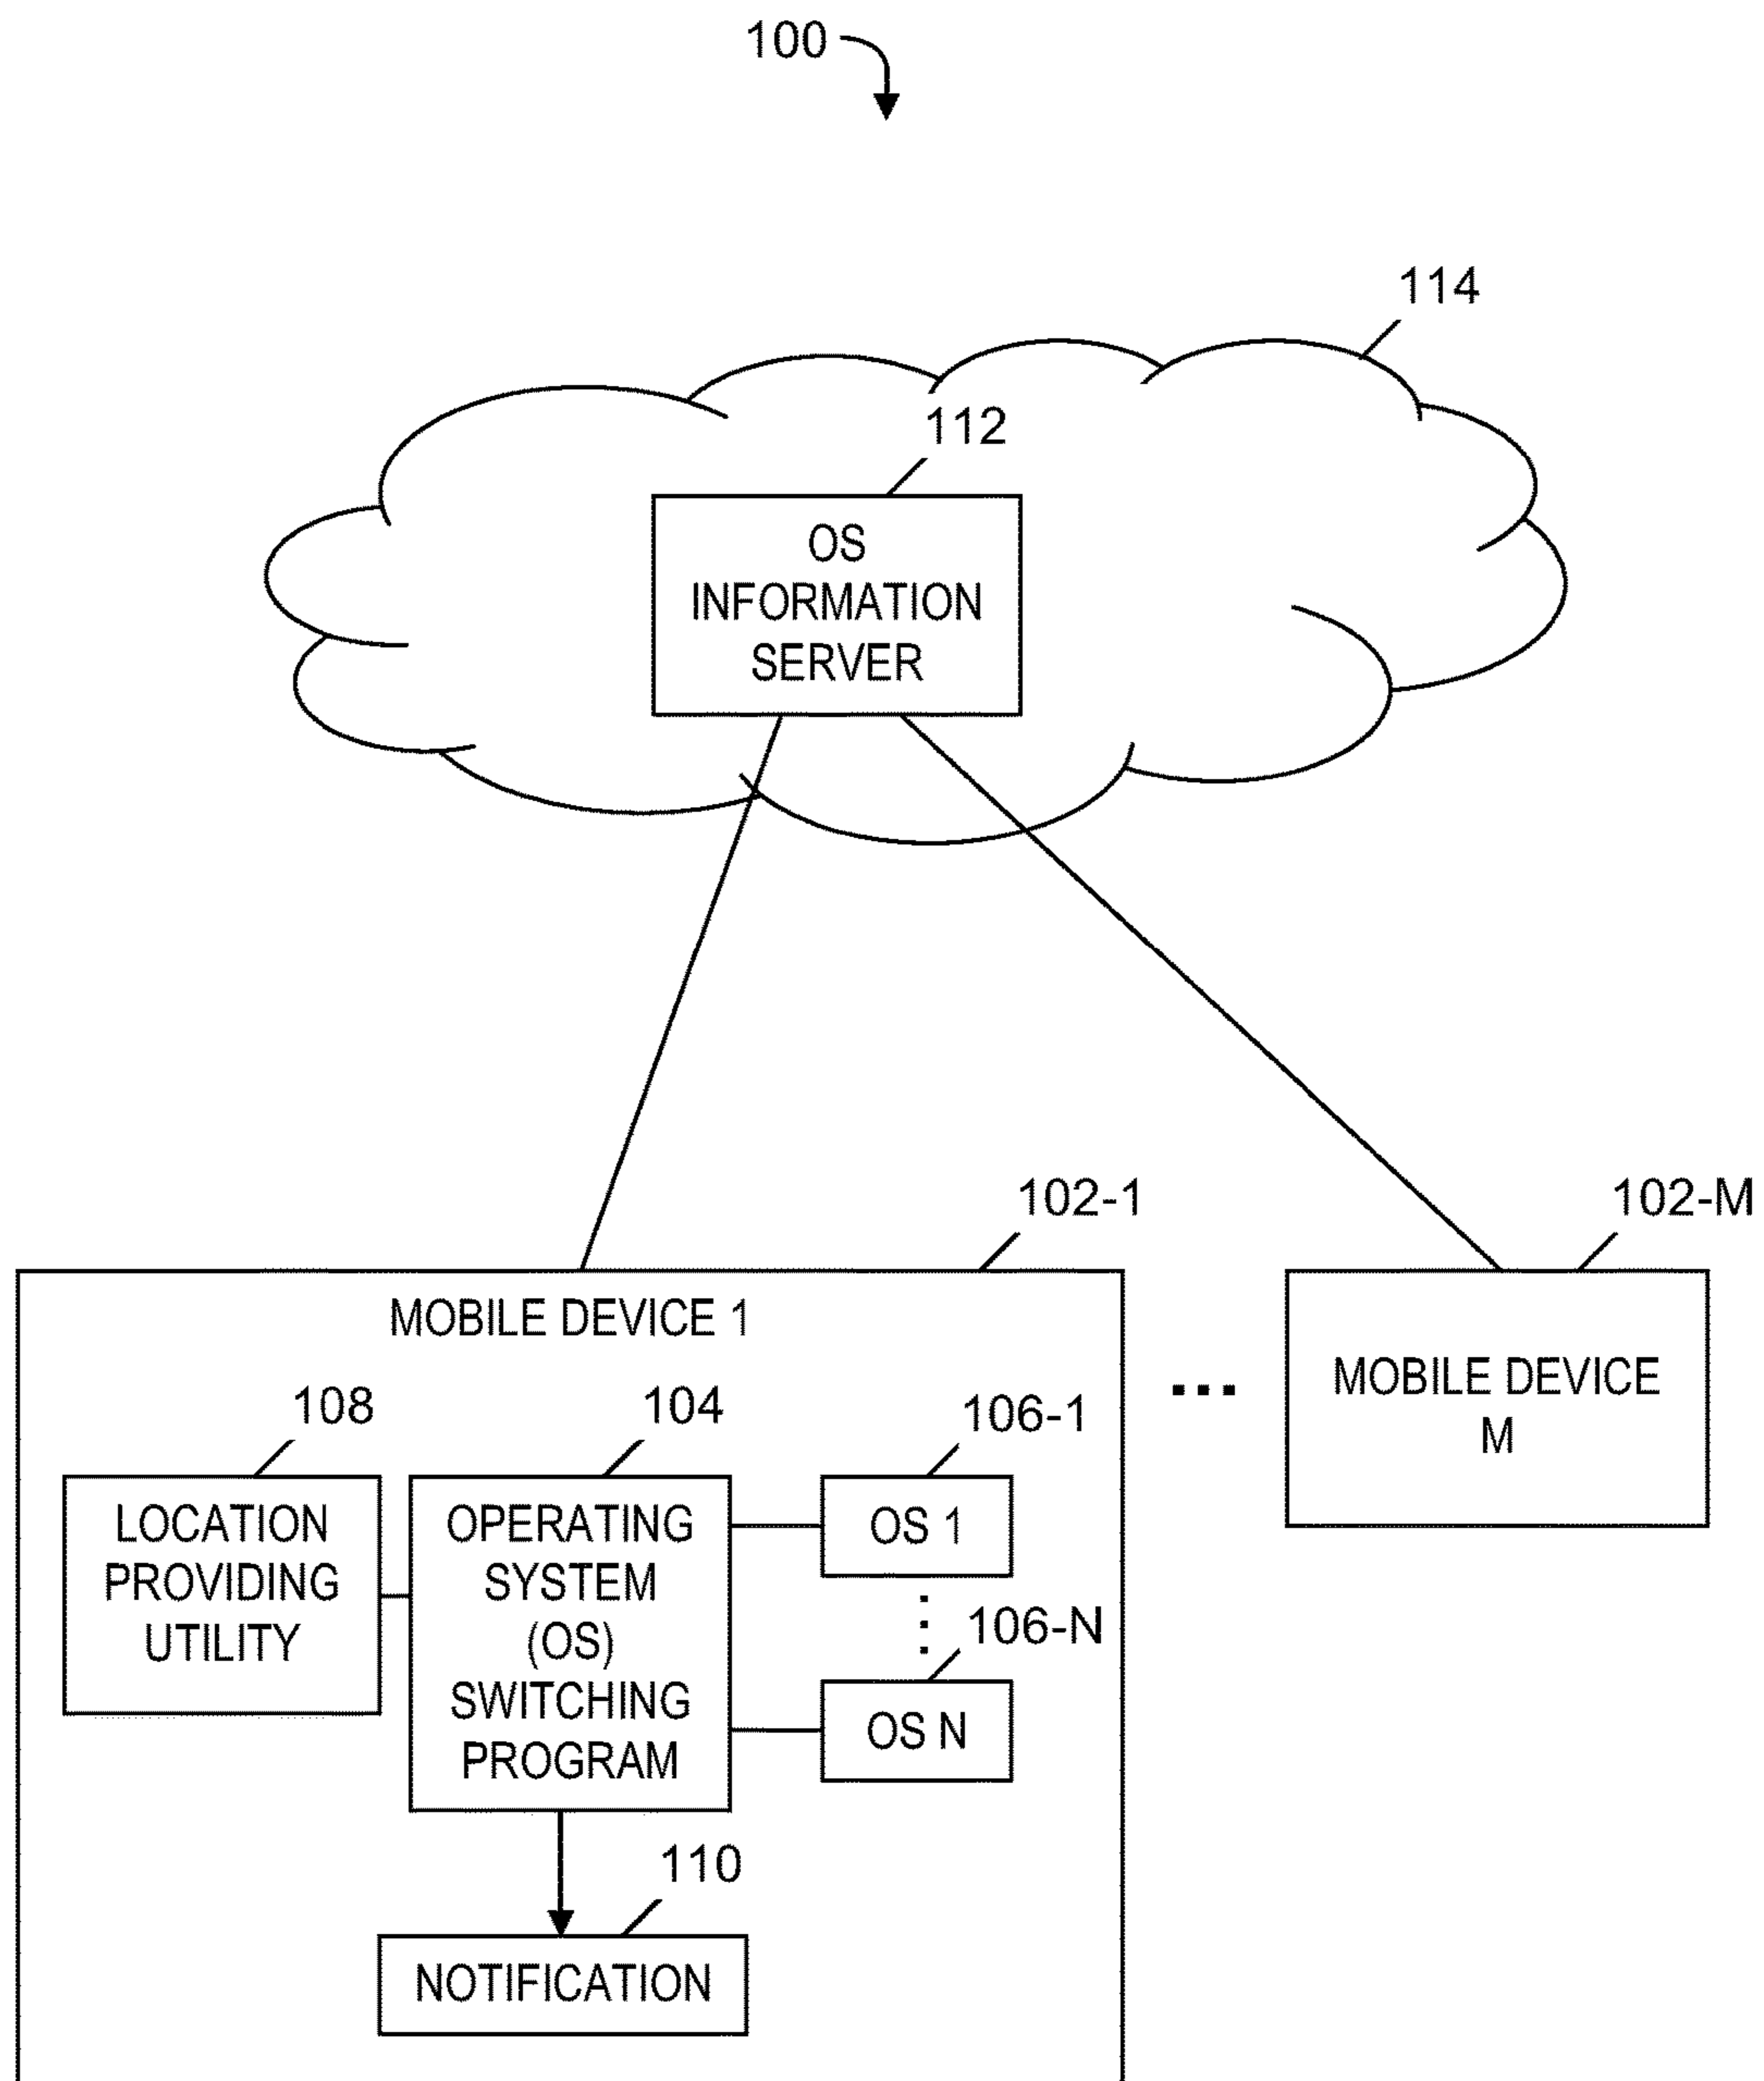 100
114
112
OS
INFORMATION
SERVER
102-1
102-M
MOBILE DEVICE 1
MOBILE DEVICE
M
...
108
104
106-1
LOCATION
PROVIDING
UTILITY
OPERATING
SYSTEM
(OS)
SWITCHING
PROGRAM
OS 1
106-N
OS N
110
NOTIFICATION